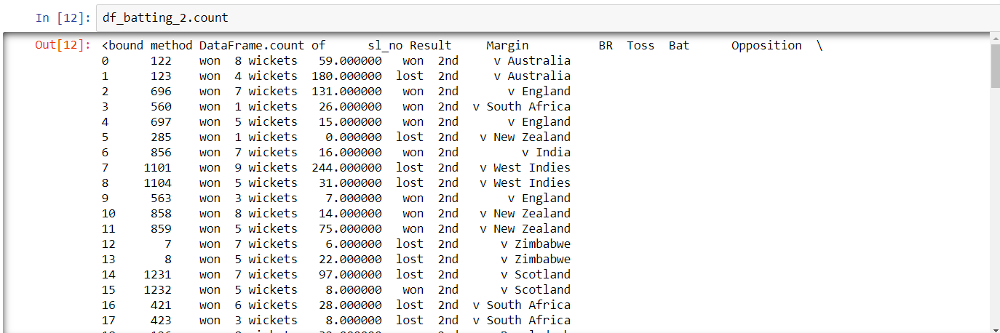 In [12]: df_batting_2.count
Out[12]: <bound method DataFrame.count of      sl_no Result     Margin          BR  Toss  Bat      Opposition  \
0      122    won  8 wickets   59.000000   won  2nd     v Australia
1      123    won  4 wickets  180.000000  lost  2nd     v Australia
2      696    won  7 wickets  131.000000   won  2nd       v England
3      560    won  1 wickets   26.000000   won  2nd  v South Africa
4      697    won  5 wickets   15.000000   won  2nd       v England
5      285    won  1 wickets    0.000000  lost  2nd   v New Zealand
6      856    won  7 wickets   16.000000   won  2nd         v India
7     1101    won  9 wickets  244.000000  lost  2nd   v West Indies
8     1104    won  5 wickets   31.000000  lost  2nd   v West Indies
9      563    won  3 wickets    7.000000   won  2nd       v England
10     858    won  8 wickets   14.000000   won  2nd   v New Zealand
11     859    won  5 wickets   75.000000   won  2nd   v New Zealand
12       7    won  7 wickets    6.000000  lost  2nd      v Zimbabwe
13       8    won  5 wickets   22.000000  lost  2nd      v Zimbabwe
14    1231    won  7 wickets   97.000000  lost  2nd      v Scotland
15    1232    won  5 wickets    8.000000   won  2nd      v Scotland
16     421    won  6 wickets   28.000000  lost  2nd  v South Africa
17     423    won  3 wickets    8.000000  lost  2nd  v South Africa